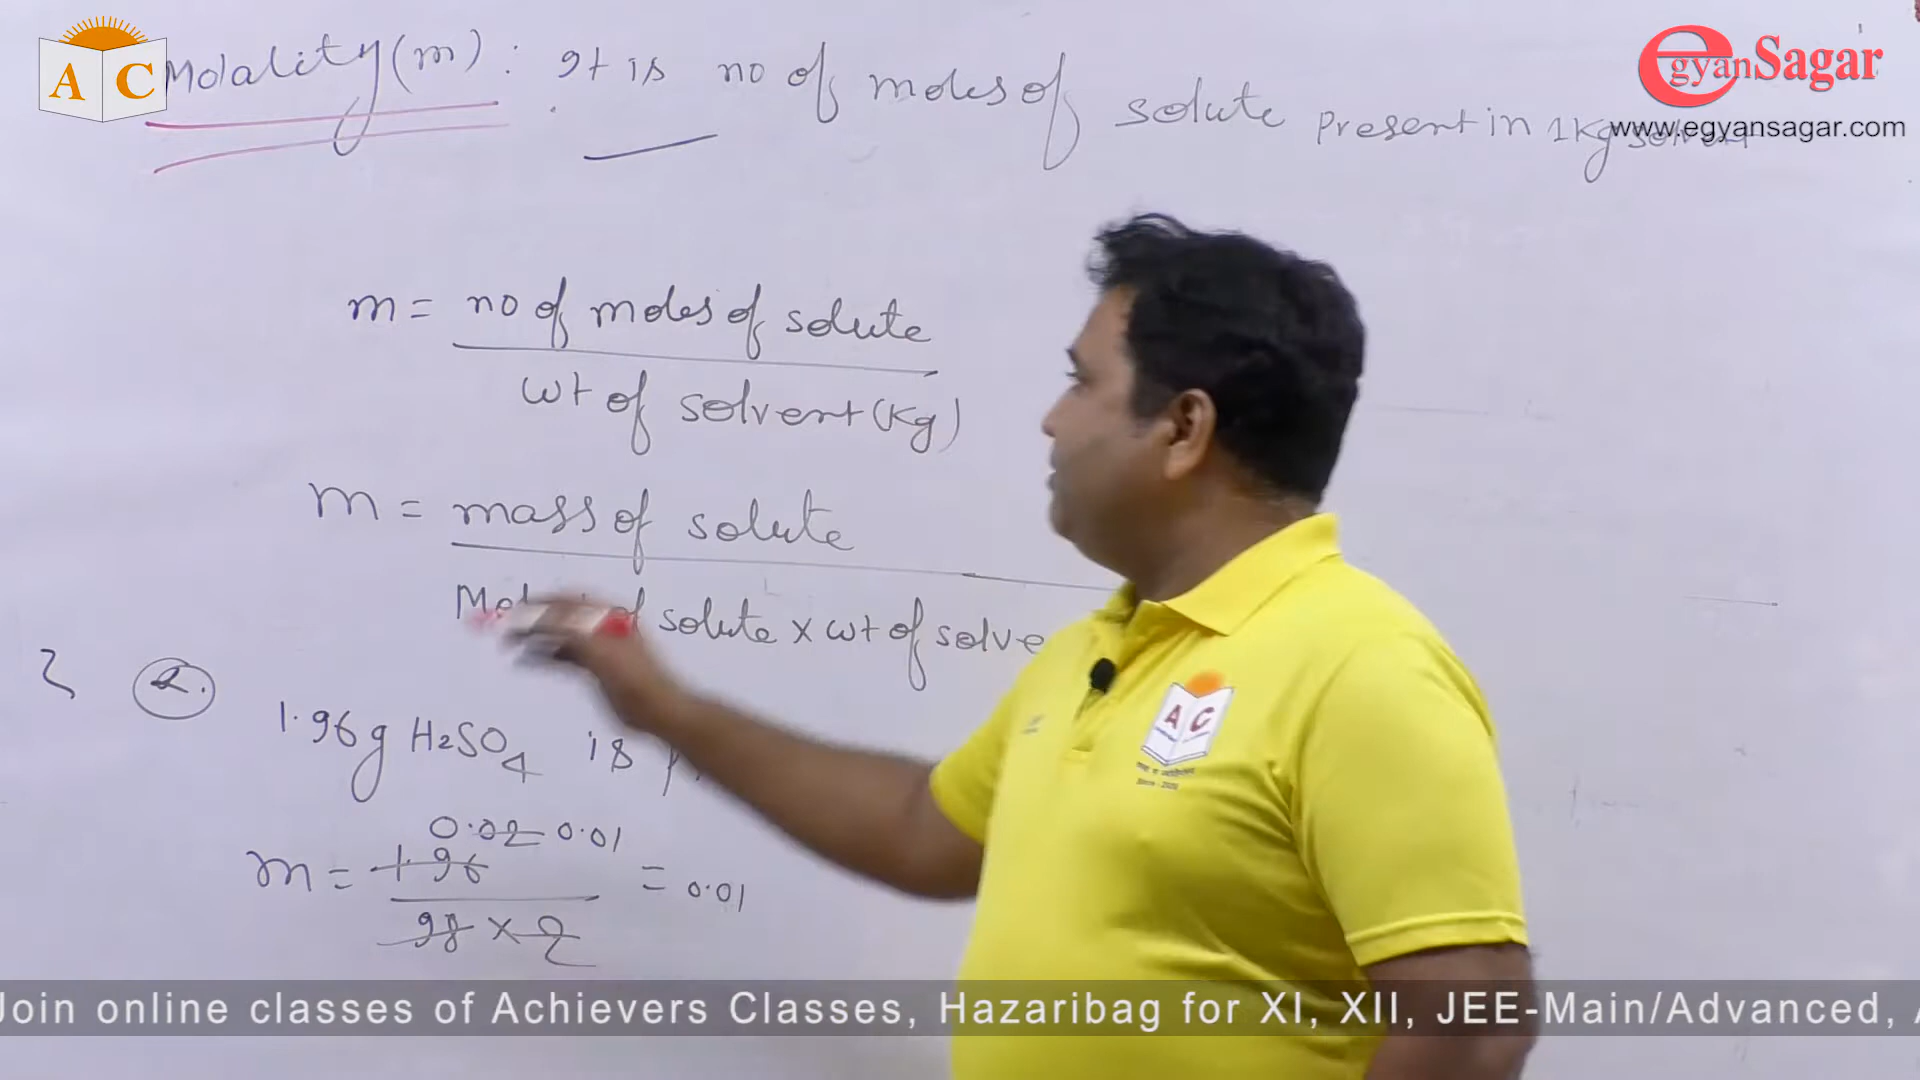 A C
Molality(m): It is no of moles of solute present in 1Kg solvent
egyanSagar
www.egyansagar.com
m = no of moles of solute
wt of solvent(Kg)
m = mass of solute
of solute x wt of solve
2.
1.96g H2SO4 is
0.02 0.01
m = 1.96 = 0.01
98 x 2
A C
Join online classes of Achievers Classes, Hazaribag for XI, XII, JEE-Main/Advanced,